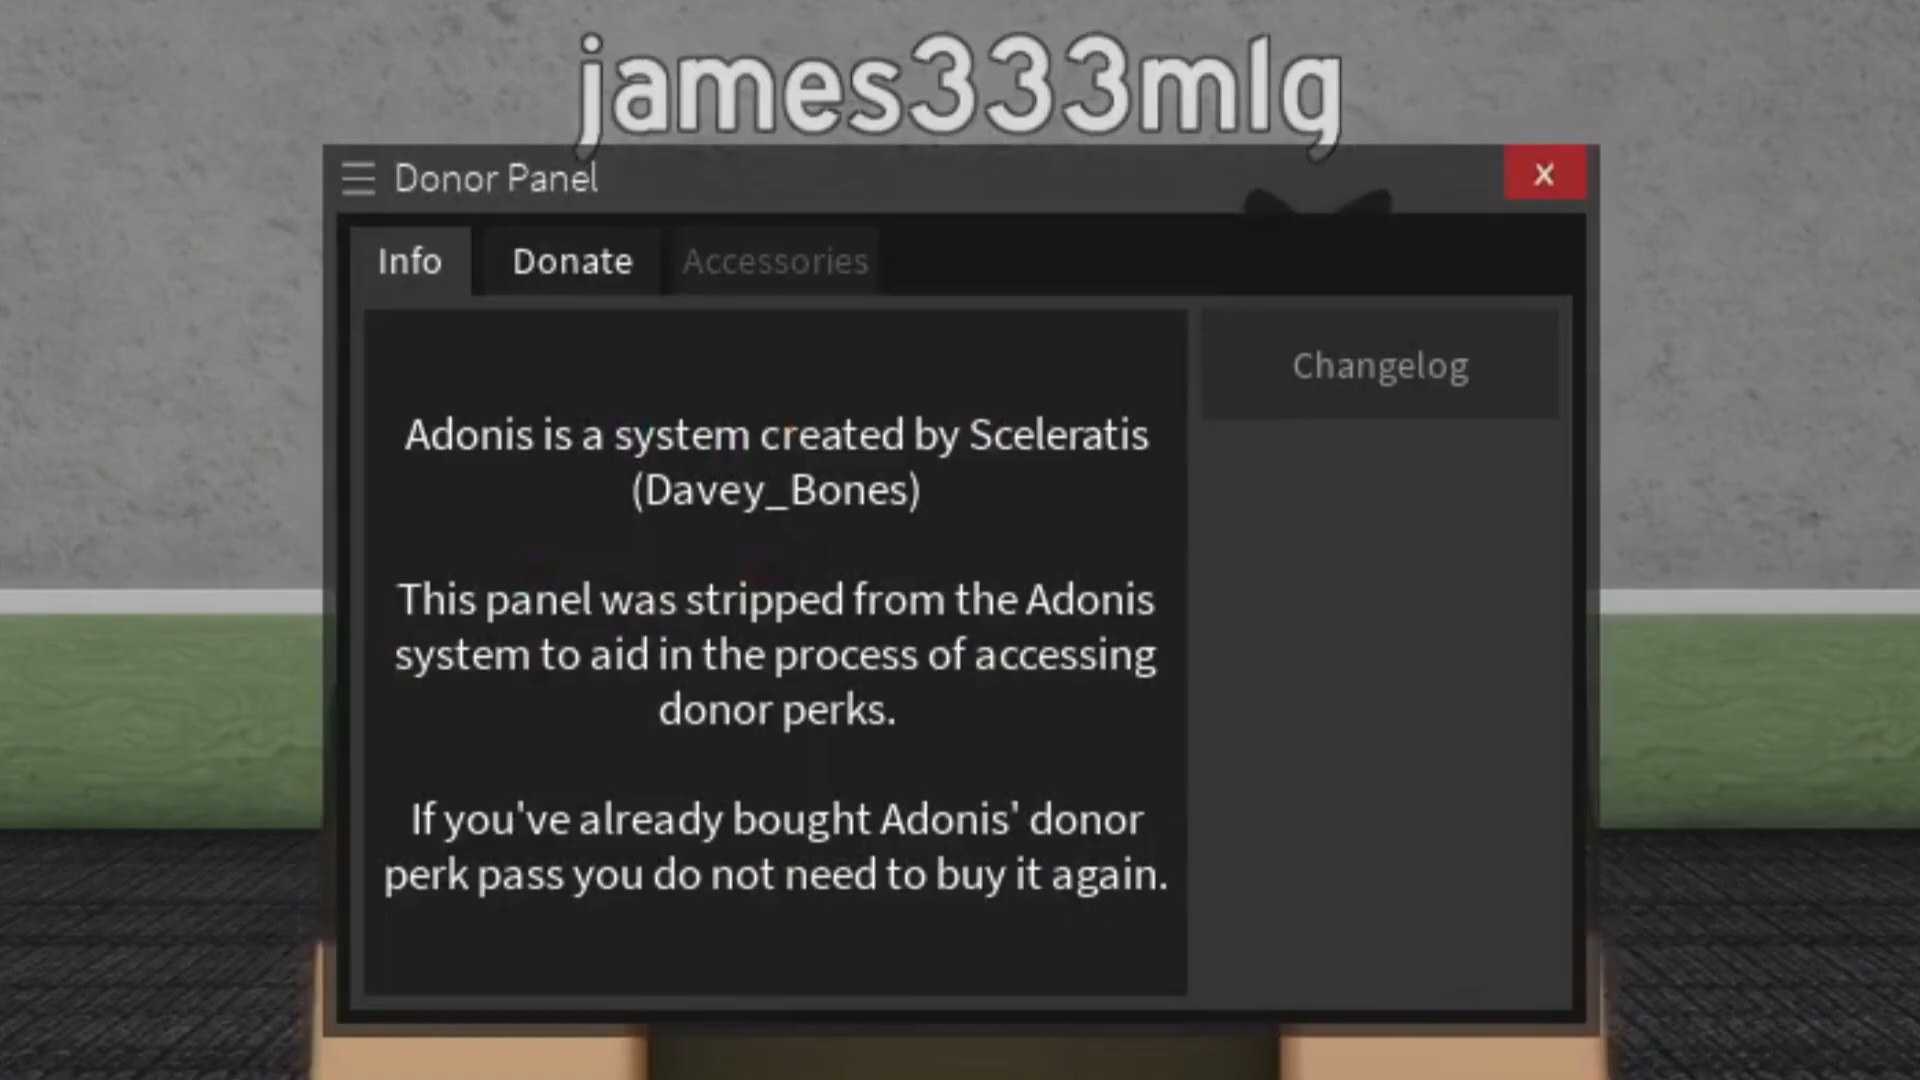 james333mlg
Donor Panel
X
Info
Donate
Accessories
Changelog
Adonis is a system created by Sceleratis
(Davey_Bones)
This panel was stripped from the Adonis
system to aid in the process of accessing
donor perks.
If you've already bought Adonis' donor
perk pass you do not need to buy it again.